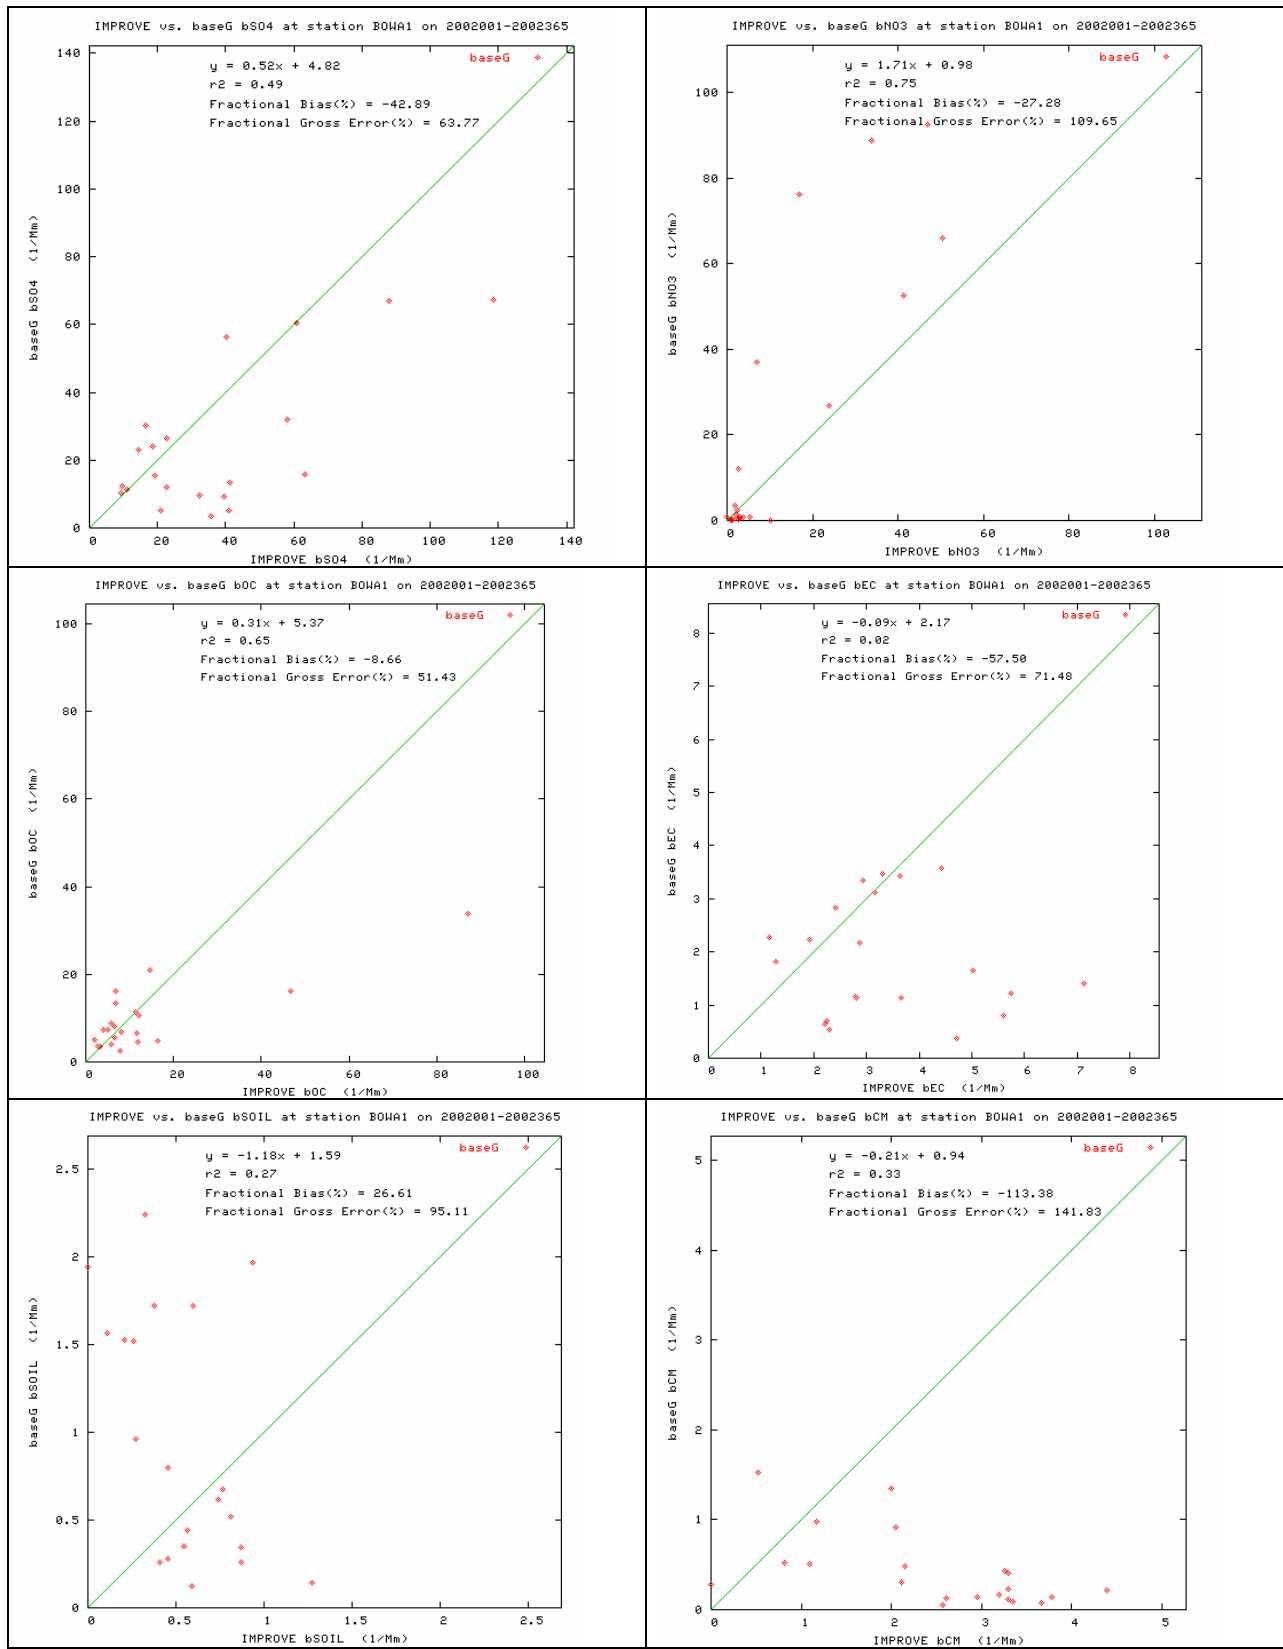 IMPROVE vs. baseG bSO4 at station BOWA1 on 2002001-2002365
baseG
y = 0.52x + 4.82
r2 = 0.49
Fractional Bias(%) = -42.89
Fractional Gross Error(%) = 63.77
140
120
100
80
60
40
20
0
baseG bSO4 (1/Mm)
0 20 40 60 80 100 120 140
IMPROVE bSO4 (1/Mm)
IMPROVE vs. baseG bNO3 at station BOWA1 on 2002001-2002365
baseG
y = 1.71x + 0.98
r2 = 0.75
Fractional Bias(%) = -27.28
Fractional Gross Error(%) = 109.65
100
80
60
40
20
0
baseG bNO3 (1/Mm)
0 20 40 60 80 100
IMPROVE bNO3 (1/Mm)
IMPROVE vs. baseG bOC at station BOWA1 on 2002001-2002365
baseG
y = 0.31x + 5.37
r2 = 0.65
Fractional Bias(%) = -8.66
Fractional Gross Error(%) = 51.43
100
80
60
40
20
0
baseG bOC (1/Mm)
0 20 40 60 80 100
IMPROVE bOC (1/Mm)
IMPROVE vs. baseG bEC at station BOWA1 on 2002001-2002365
baseG
y = -0.09x + 2.17
r2 = 0.02
Fractional Bias(%) = -57.50
Fractional Gross Error(%) = 71.48
8
7
6
5
4
3
2
1
0
baseG bEC (1/Mm)
0 1 2 3 4 5 6 7 8
IMPROVE bEC (1/Mm)
IMPROVE vs. baseG bSOIL at station BOWA1 on 2002001-2002365
baseG
y = -1.18x + 1.59
r2 = 0.27
Fractional Bias(%) = 26.61
Fractional Gross Error(%) = 95.11
2.5
2
1.5
1
0.5
0
baseG bSOIL (1/Mm)
0 0.5 1 1.5 2 2.5
IMPROVE bSOIL (1/Mm)
IMPROVE vs. baseG bCM at station BOWA1 on 2002001-2002365
baseG
y = -0.21x + 0.94
r2 = 0.33
Fractional Bias(%) = -113.38
Fractional Gross Error(%) = 141.83
5
4
3
2
1
0
baseG bCM (1/Mm)
0 1 2 3 4 5
IMPROVE bCM (1/Mm)